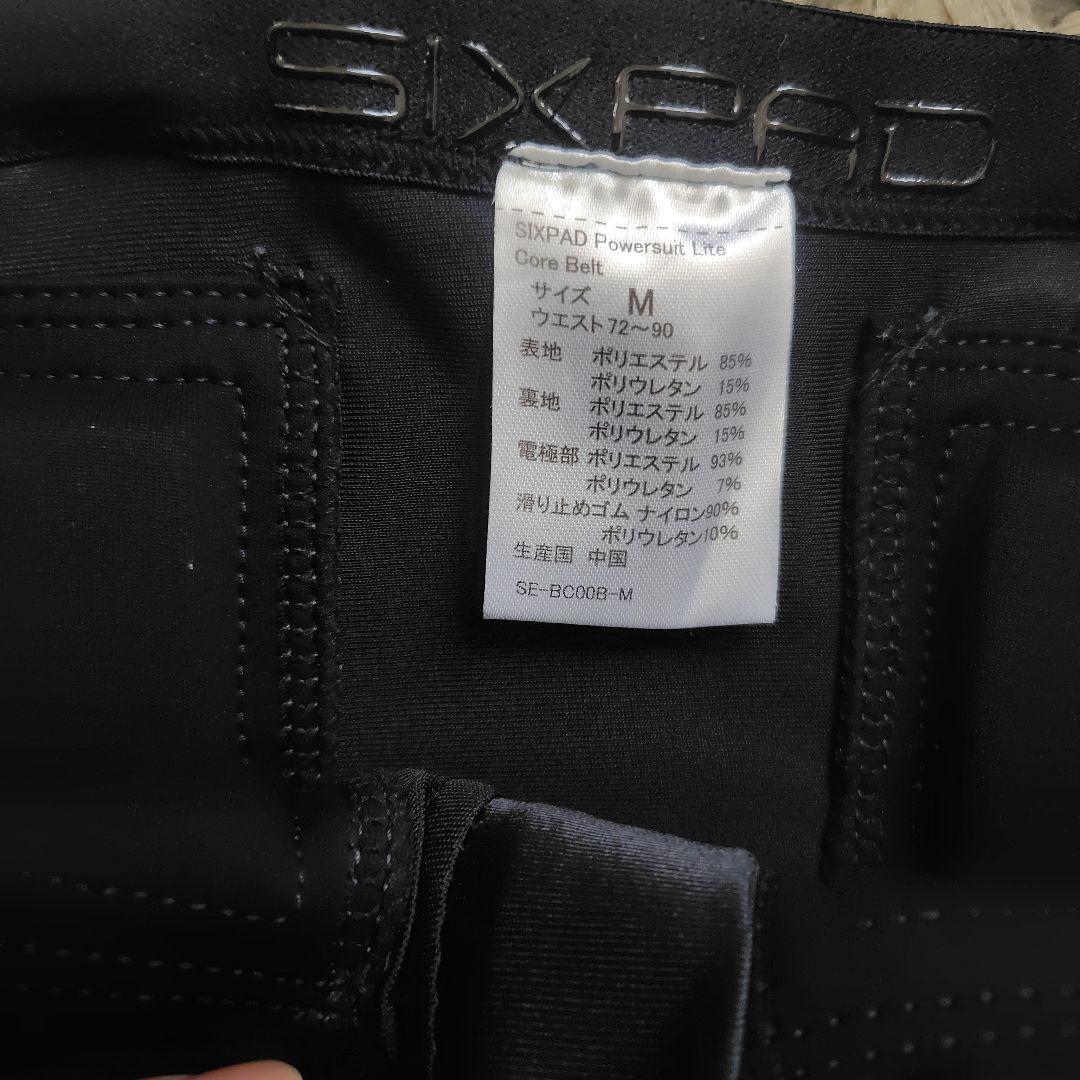 SIXPAD
SIXPAD Powersuit Lite
Core Belt
サイズ M
ウエスト72～90
表地 ポリエステル 85%
ポリウレタン 15%
裏地 ポリエステル 85%
ポリウレタン 15%
電極部 ポリエステル 93%
ポリウレタン 7%
滑り止めゴム ナイロン90%
ポリウレタン10%
生産国 中国
SE-BC00B-M